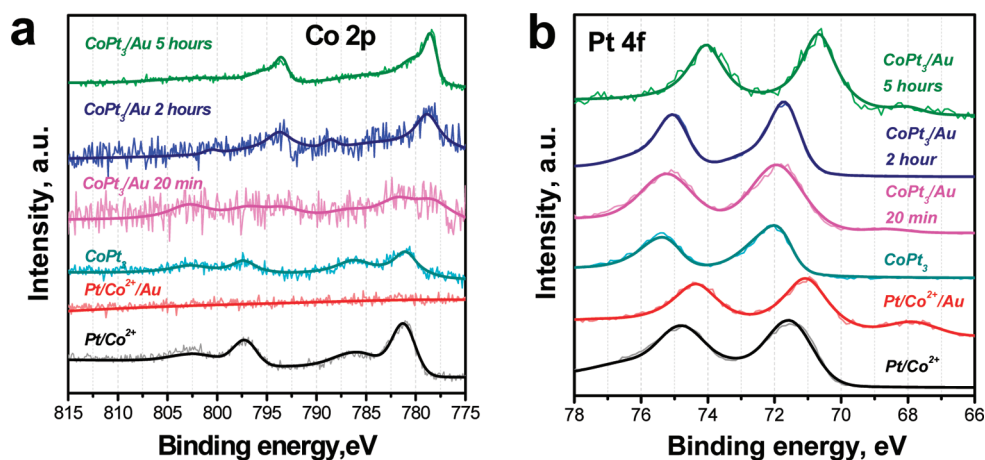 a
Co 2p
CoPt₃/Au 5 hours
CoPt₃/Au 2 hours
CoPt₃/Au 20 min
CoPt₃
Pt/Co²⁺/Au
Pt/Co²⁺
Intensity, a.u.
815 810 805 800 795 790 785 780 775
Binding energy,eV
b
Pt 4f
CoPt₃/Au
5 hours
CoPt₃/Au
2 hour
CoPt₃/Au
20 min
CoPt₃
Pt/Co²⁺/Au
Pt/Co²⁺
Intensity, a.u.
78 76 74 72 70 68 66
Binding energy, eV